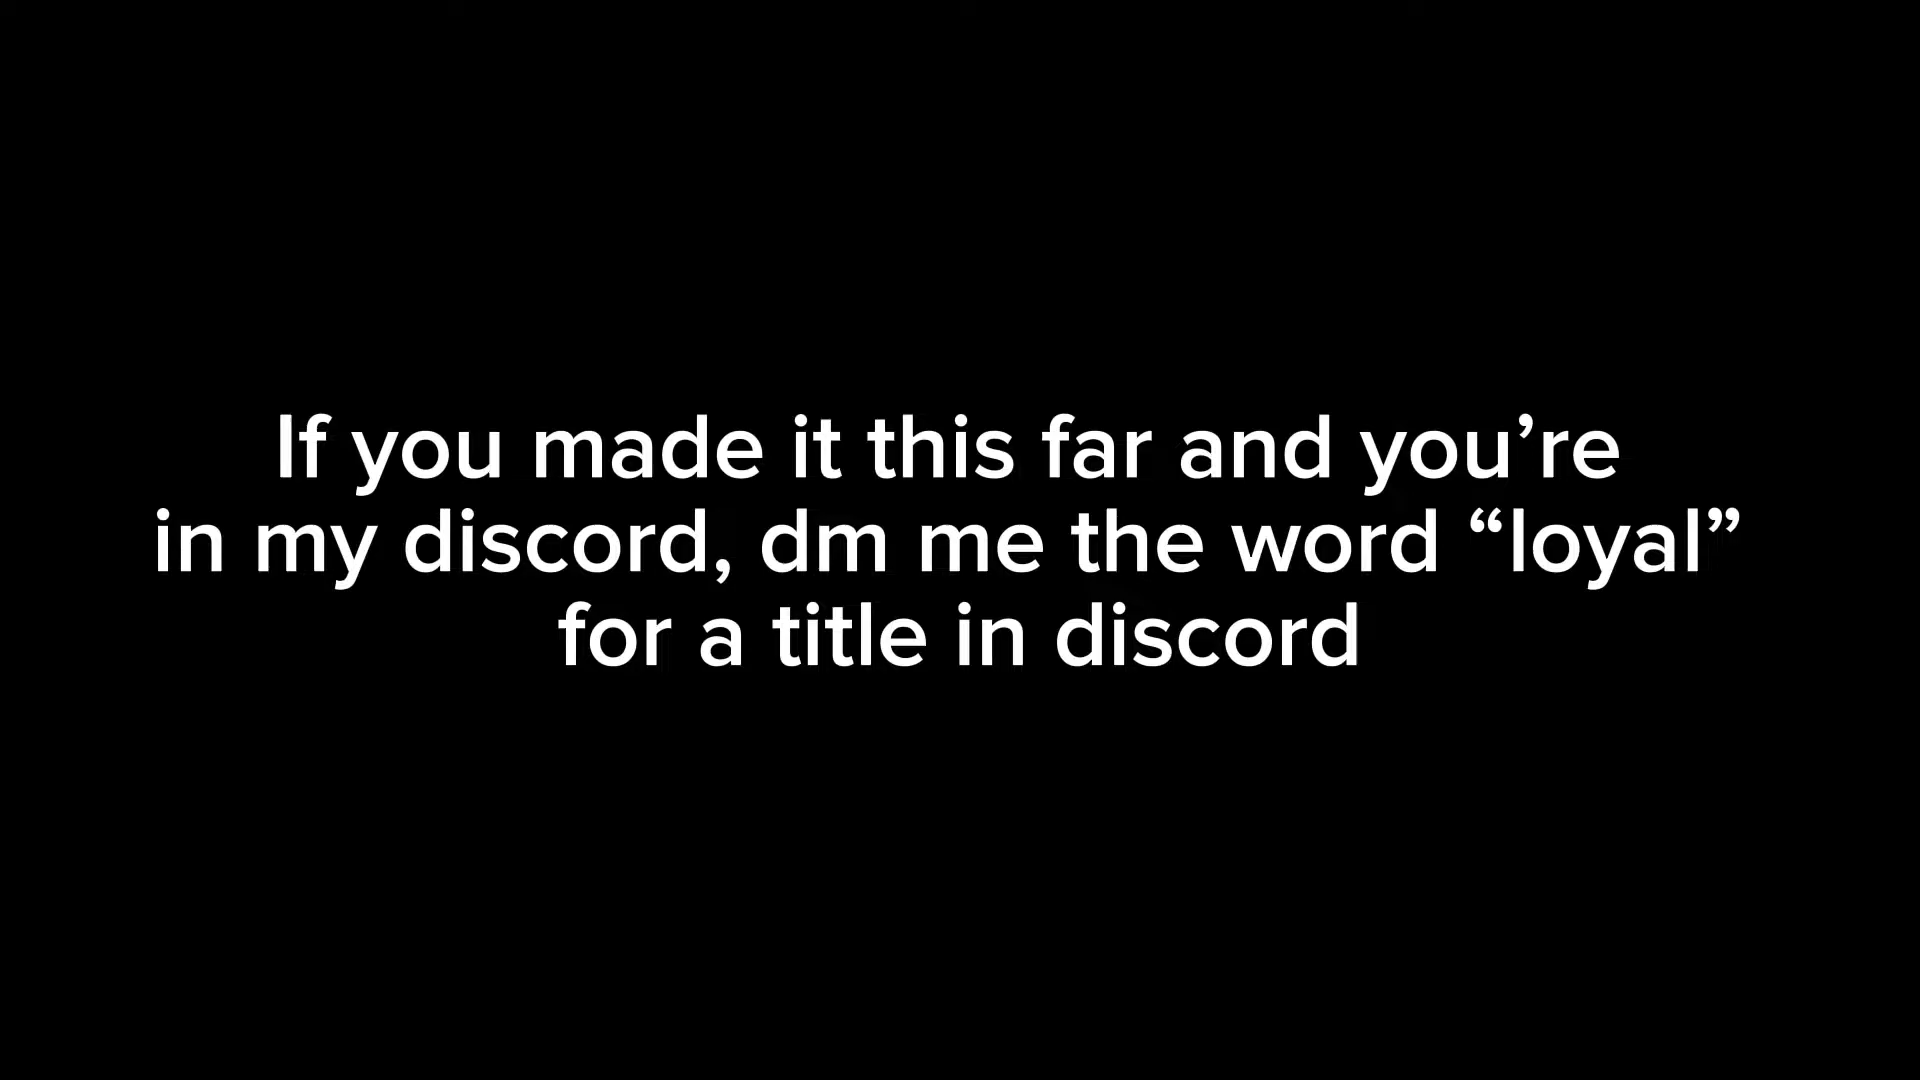 If you made it this far and you’re
in my discord, dm me the word “loyal”
for a title in discord